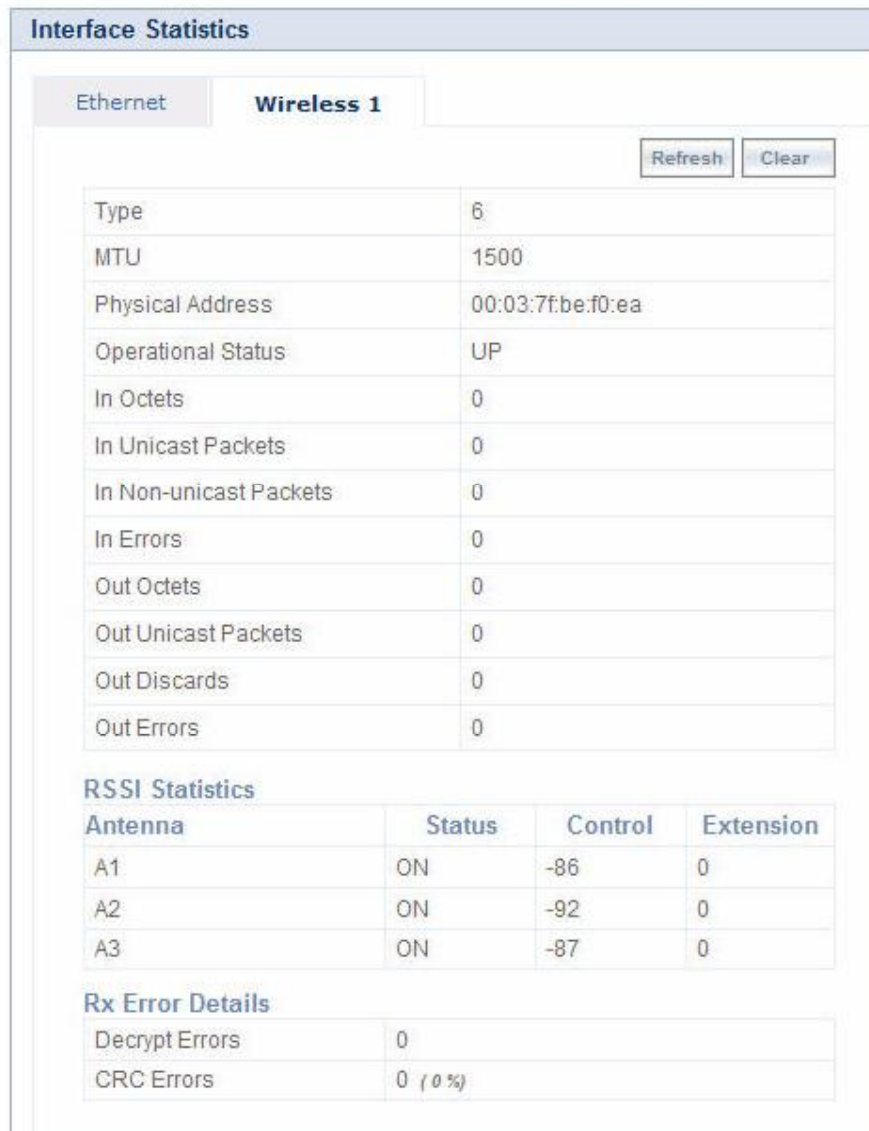 Interface Statistics
Ethernet Wireless 1
Refresh Clear
Type 6
MTU 1500
Physical Address 00:03:7f:be:f0:ea
Operational Status UP
In Octets 0
In Unicast Packets 0
In Non-unicast Packets 0
In Errors 0
Out Octets 0
Out Unicast Packets 0
Out Discards 0
Out Errors 0
RSSI Statistics
Antenna Status Control Extension
A1 ON -86 0
A2 ON -92 0
A3 ON -87 0
Rx Error Details
Decrypt Errors 0
CRC Errors 0 ( 0 %)